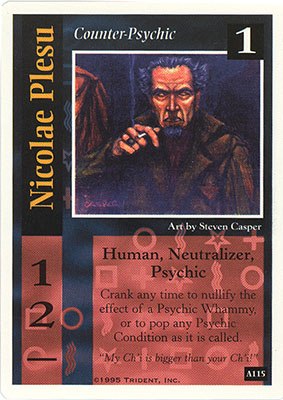 Nicolae Plesu
Counter-Psychic
1
Art by Steven Casper
1
2
Human, Neutralizer,
Psychic
Crank any time to nullify the
effect of a Psychic Whammy,
or to pop any Psychic
Condition as it is called.
"My Ch'i is bigger than your Ch'i!"
©1995 TRIDENT, INC.
A115